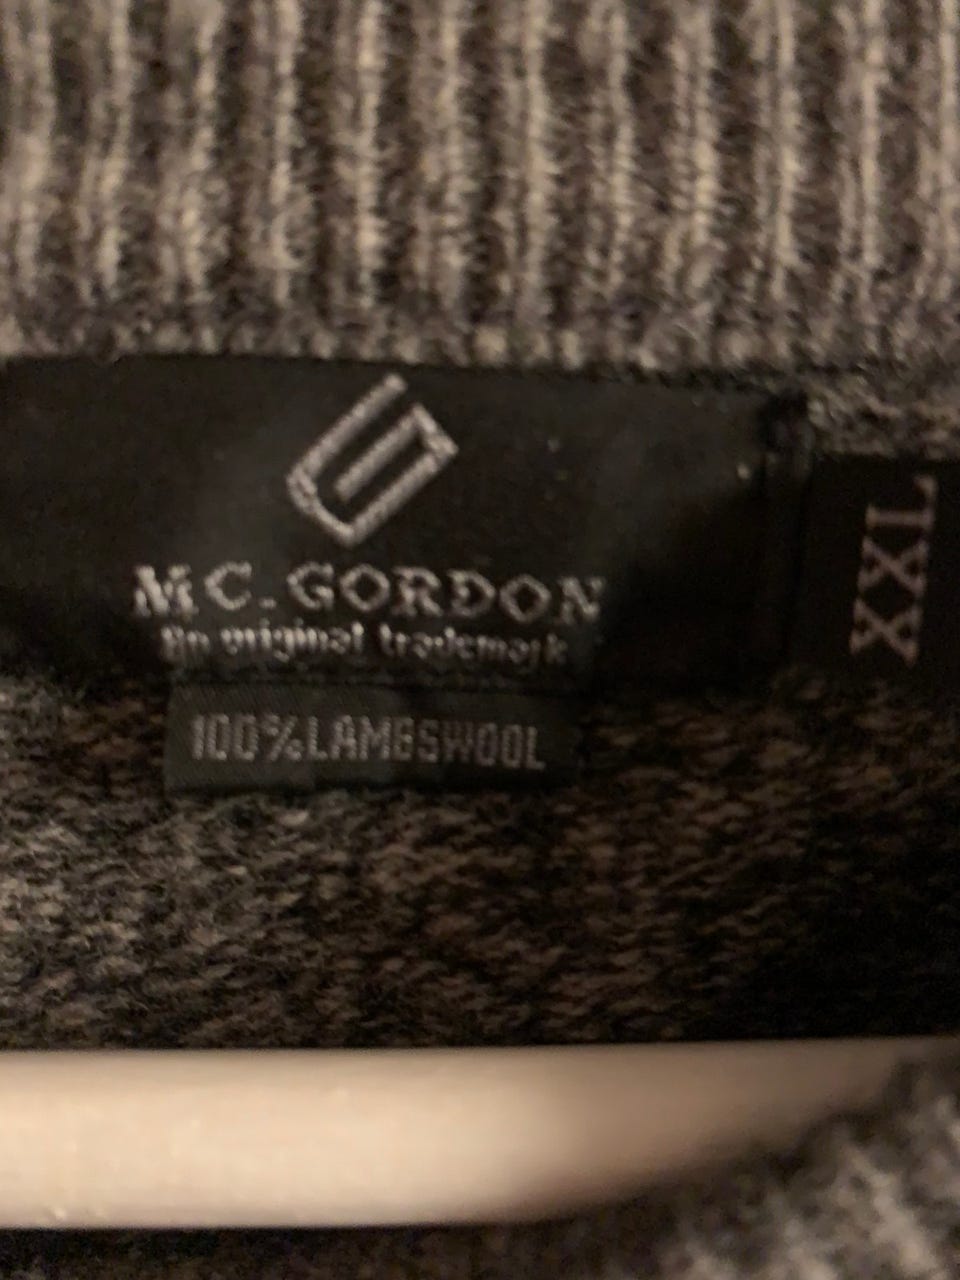 MC.GORDON
An original trademark
100%LAMBSWOOL
XXL